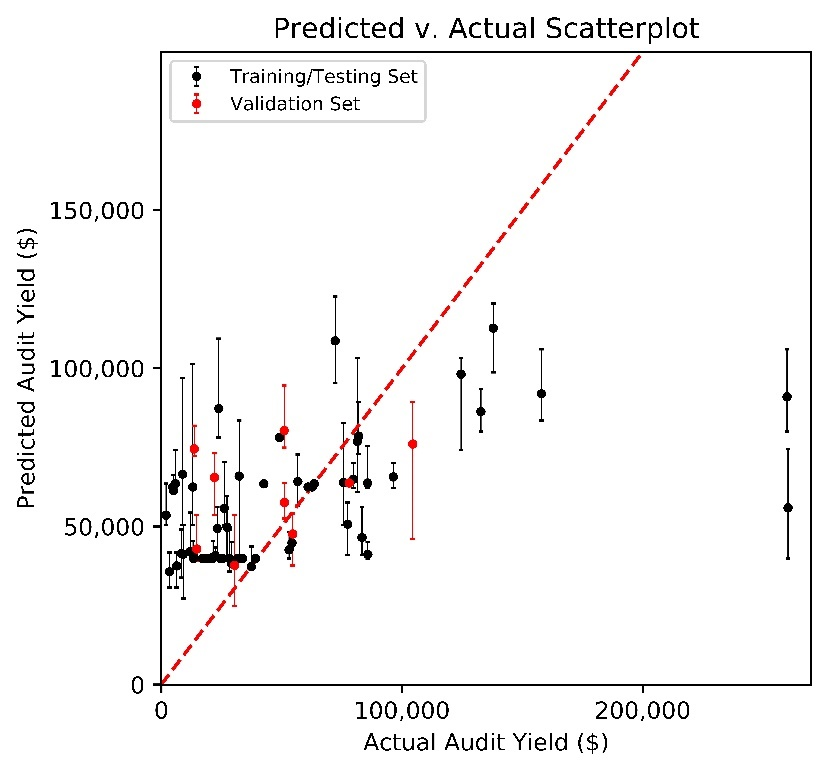 Predicted v. Actual Scatterplot
Training/Testing Set
Validation Set
150,000
100,000
50,000
0
Predicted Audit Yield ($)
0
100,000
200,000
Actual Audit Yield ($)